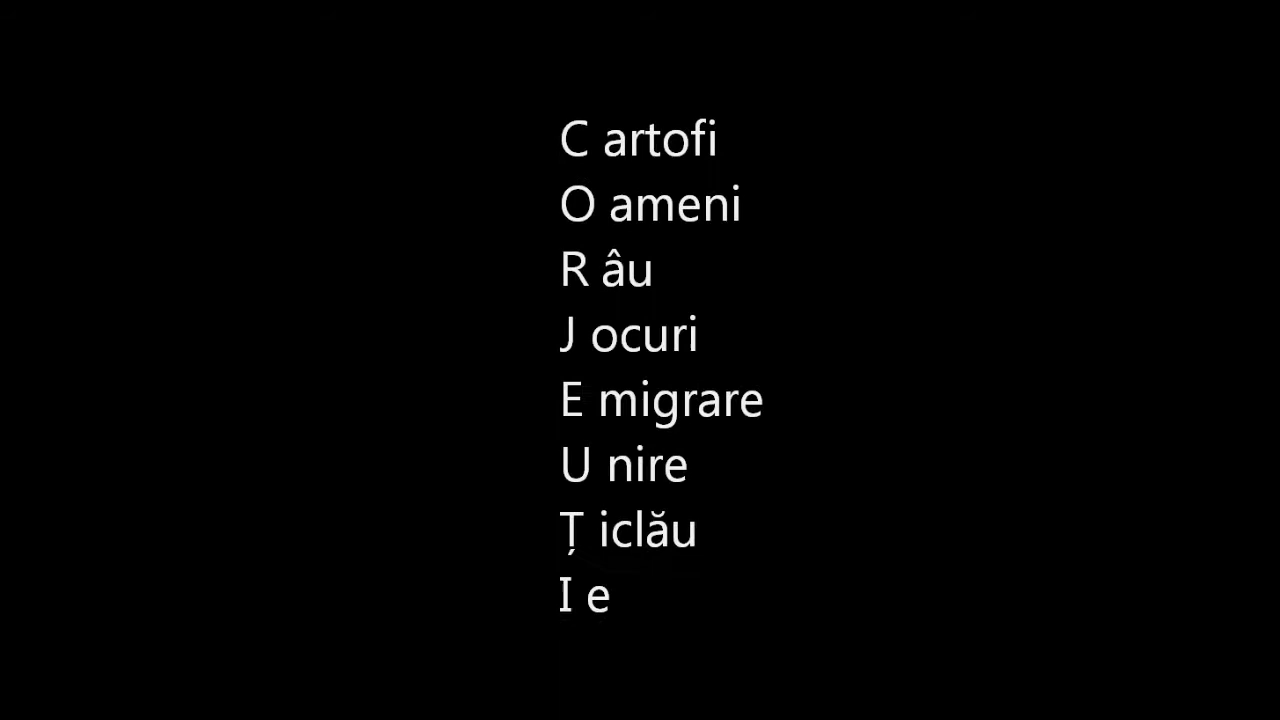 C artofi
O ameni
R âu
J ocuri
E migrare
U nire
Ț iclău
I e